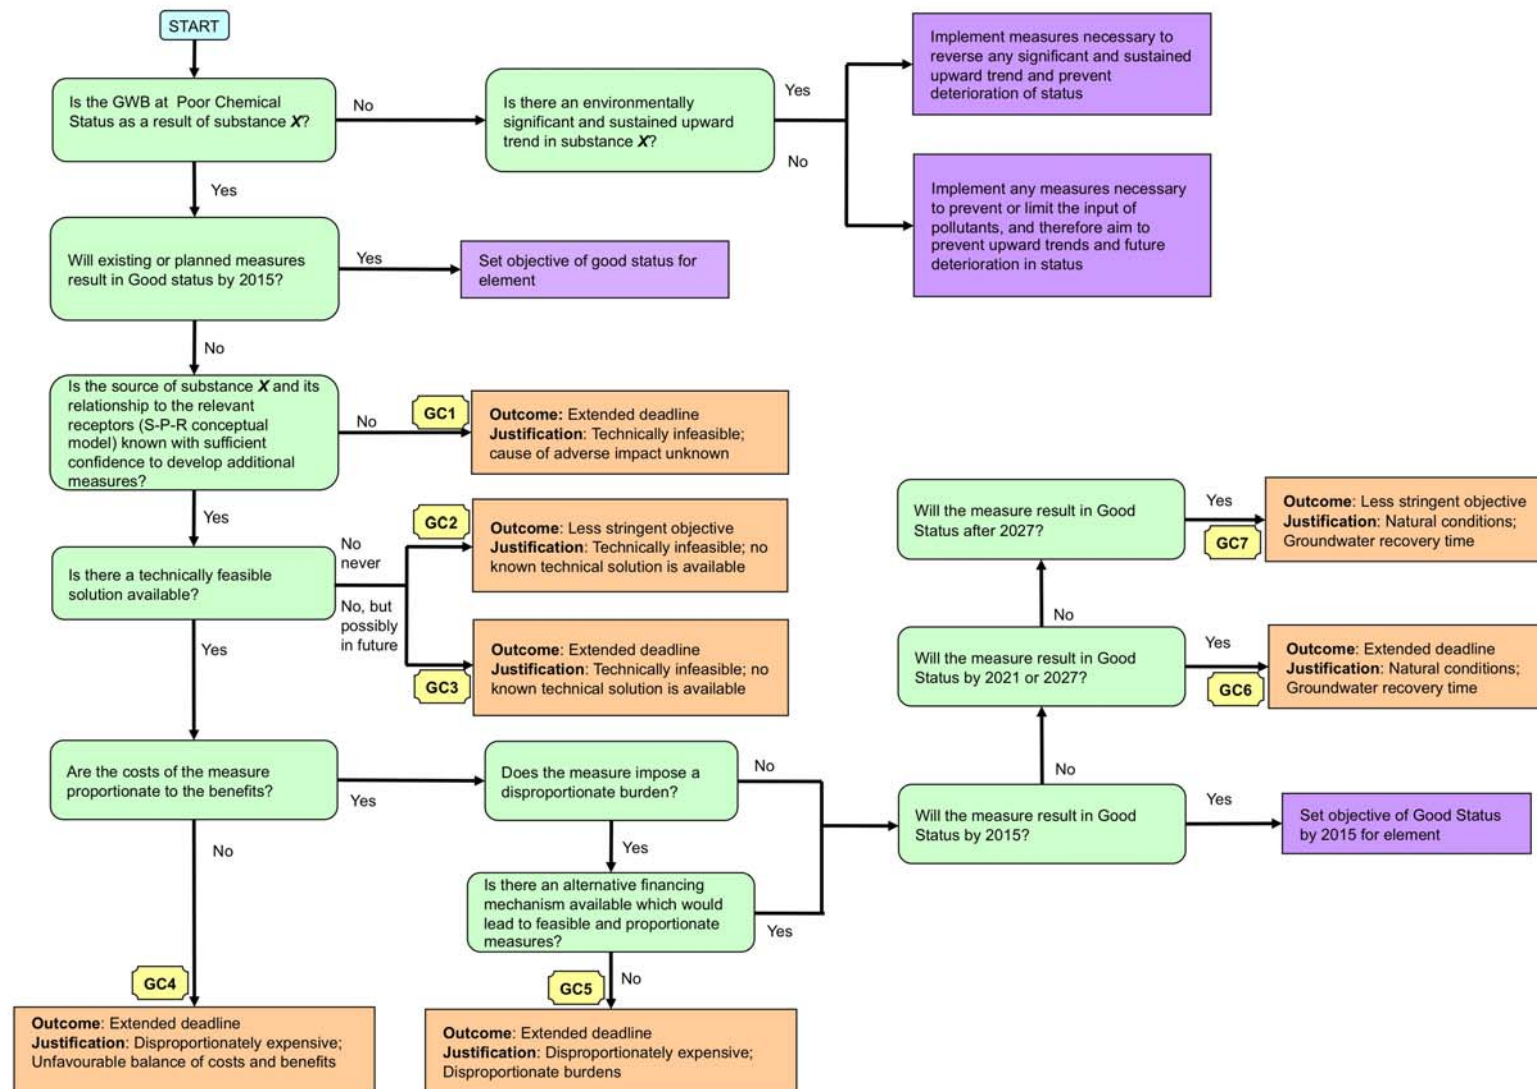 START
Is the GWB at Poor Chemical
Status as a result of substance X?
No
Is there an environmentally
significant and sustained upward
trend in substance X?
Yes
No
Implement measures necessary to
reverse any significant and sustained
upward trend and prevent
deterioration of status
Implement any measures necessary
to prevent or limit the input of
pollutants, and therefore aim to
prevent upward trends and future
deterioration in status
Yes
Will existing or planned measures
result in Good status by 2015?
Yes
Set objective of good status for
element
No
Is the source of substance X and its
relationship to the relevant
receptors (S-P-R conceptual
model) known with sufficient
confidence to develop additional
measures?
No
GC1
Outcome: Extended deadline
Justification: Technically infeasible;
cause of adverse impact unknown
Yes
Is there a technically feasible
solution available?
No
never
GC2
Outcome: Less stringent objective
Justification: Technically infeasible; no
known technical solution is available
No, but
possibly
in future
GC3
Outcome: Extended deadline
Justification: Technically infeasible; no
known technical solution is available
Yes
Are the costs of the measure
proportionate to the benefits?
Yes
No
GC4
Outcome: Extended deadline
Justification: Disproportionately expensive;
Unfavourable balance of costs and benefits
Does the measure impose a
disproportionate burden?
No
Yes
Is there an alternative financing
mechanism available which would
lead to feasible and proportionate
measures?
Yes
No
GC5
Outcome: Extended deadline
Justification: Disproportionately expensive;
Disproportionate burdens
Will the measure result in Good
Status by 2015?
Yes
Set objective of Good Status
by 2015 for element
No
Will the measure result in Good
Status by 2021 or 2027?
Yes
GC6
Outcome: Extended deadline
Justification: Natural conditions;
Groundwater recovery time
No
Will the measure result in Good
Status after 2027?
Yes
GC7
Outcome: Less stringent objective
Justification: Natural conditions;
Groundwater recovery time